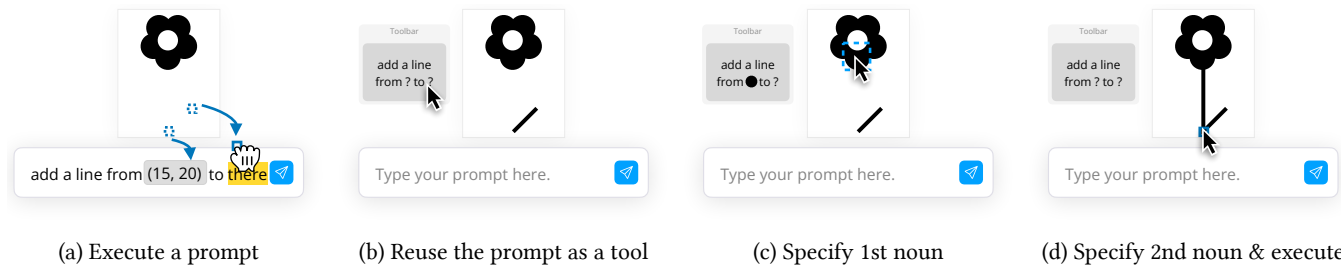 add a line from (15, 20) to there
(a) Execute a prompt
Toolbar
add a line
from ? to ?
Type your prompt here.
(b) Reuse the prompt as a tool
Toolbar
add a line
from to ?
Type your prompt here.
(c) Specify 1st noun
Toolbar
add a line
from ? to ?
Type your prompt here.
(d) Specify 2nd noun & execute